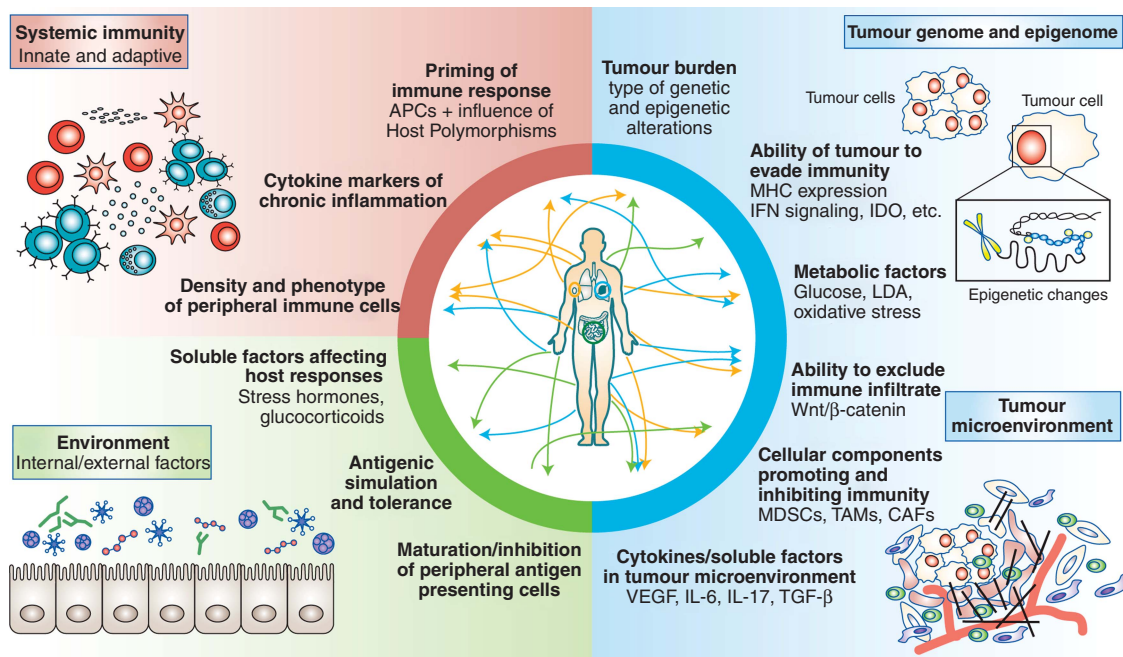 Systemic immunity
Innate and adaptive
Priming of
immune response
APCs + influence of
Host Polymorphisms
Cytokine markers of
chronic inflammation
Density and phenotype
of peripheral immune cells
Tumour burden
type of genetic
and epigenetic
alterations
Tumour genome and epigenome
Tumour cells
Tumour cell
Ability of tumour to
evade immunity
MHC expression
IFN signaling, IDO, etc.
Metabolic factors
Glucose, LDA,
oxidative stress
Epigenetic changes
Soluble factors affecting
host responses
Stress hormones,
glucocorticoids
Environment
Internal/external factors
Antigenic
simulation
and tolerance
Maturation/inhibition
of peripheral antigen
presenting cells
Ability to exclude
immune infiltrate
Wnt/β-catenin
Tumour
microenvironment
Cellular components
promoting and
inhibiting immunity
MDSCs, TAMs, CAFs
Cytokines/soluble factors
in tumour microenvironment
VEGF, IL-6, IL-17, TGF-β